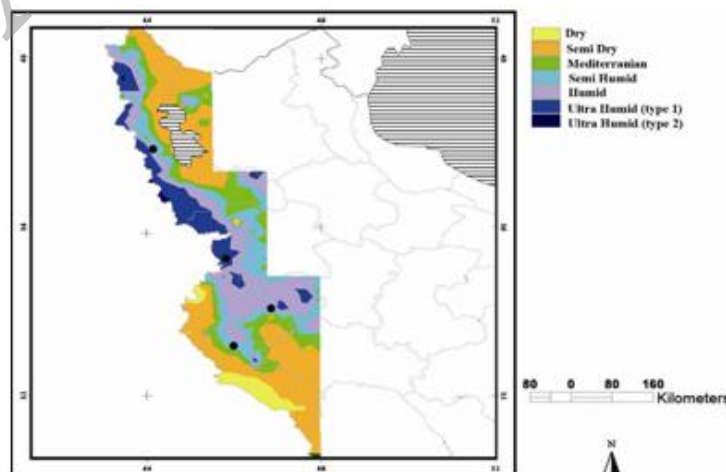 Dry
Semi Dry
Mediterranian
Semi Humid
Humid
Ultra Humid (type 1)
Ultra Humid (type 2)
80 0 80 160
Kilometers
N